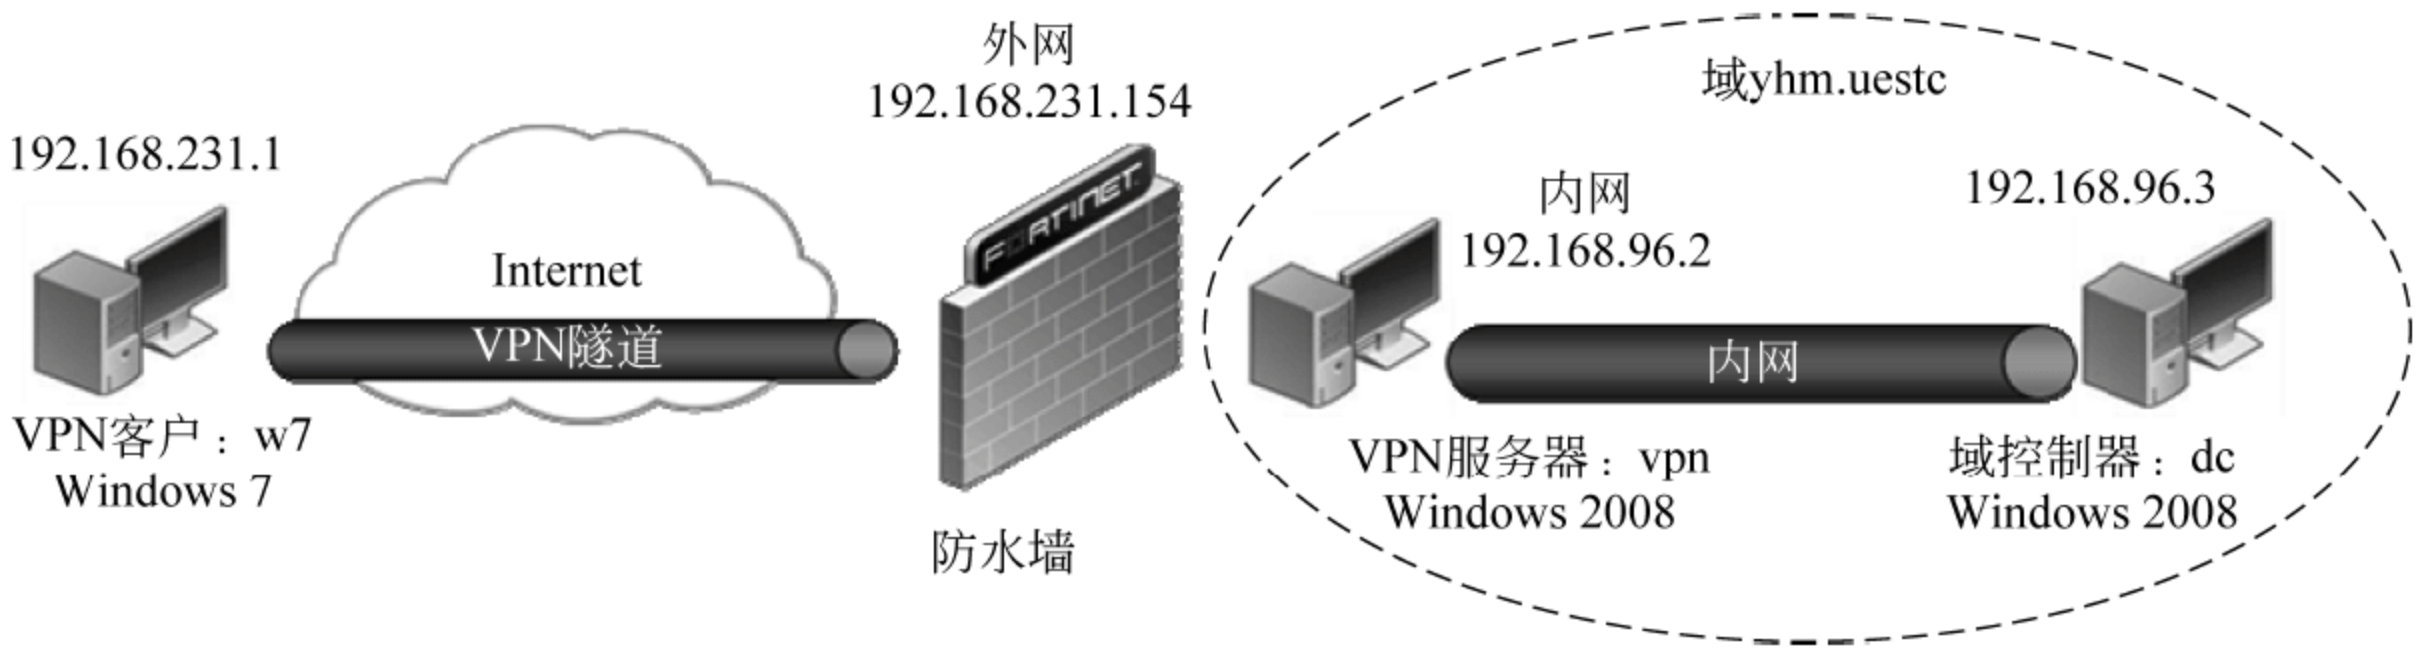 192.168.231.1
VPN客户：w7
Windows 7
Internet
VPN隧道
外网
192.168.231.154
FORTINET
防水墙
域yhm.uestc
内网
192.168.96.2
VPN服务器：vpn
Windows 2008
内网
192.168.96.3
域控制器：dc
Windows 2008